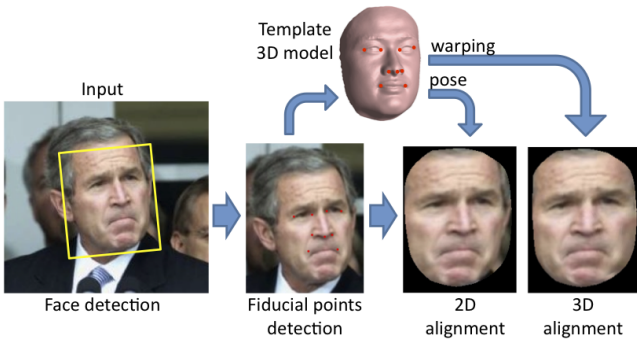 Template
3D model
warping
pose
Input
Face detection
Fiducial points
detection
2D
alignment
3D
alignment